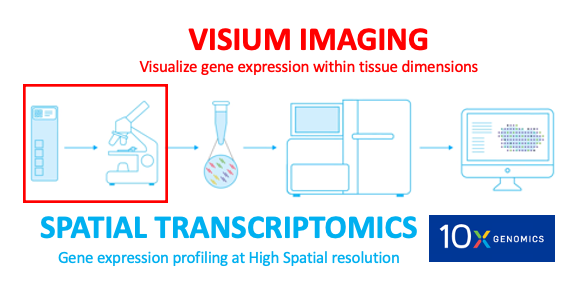 VISIUM IMAGING
Visualize gene expression within tissue dimensions
SPATIAL TRANSCRIPTOMICS
Gene expression profiling at High Spatial resolution
10X GENOMICS